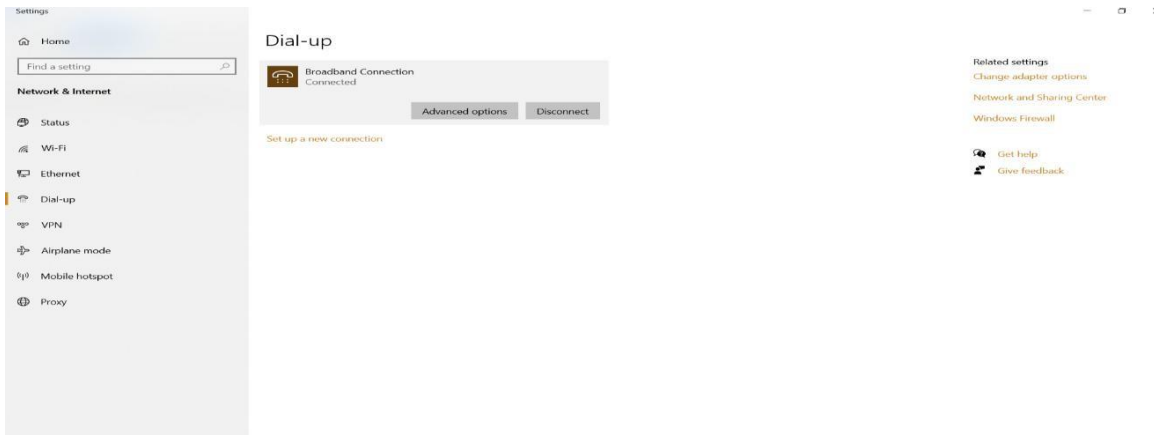 Settings
Home
Find a setting
Network & Internet
Status
Wi-Fi
Ethernet
Dial-up
VPN
Airplane mode
Mobile hotspot
Proxy
Dial-up
Broadband Connection
Connected
Advanced options Disconnect
Set up a new connection
Related settings
Change adapter options
Network and Sharing Center
Windows Firewall
Get help
Give feedback